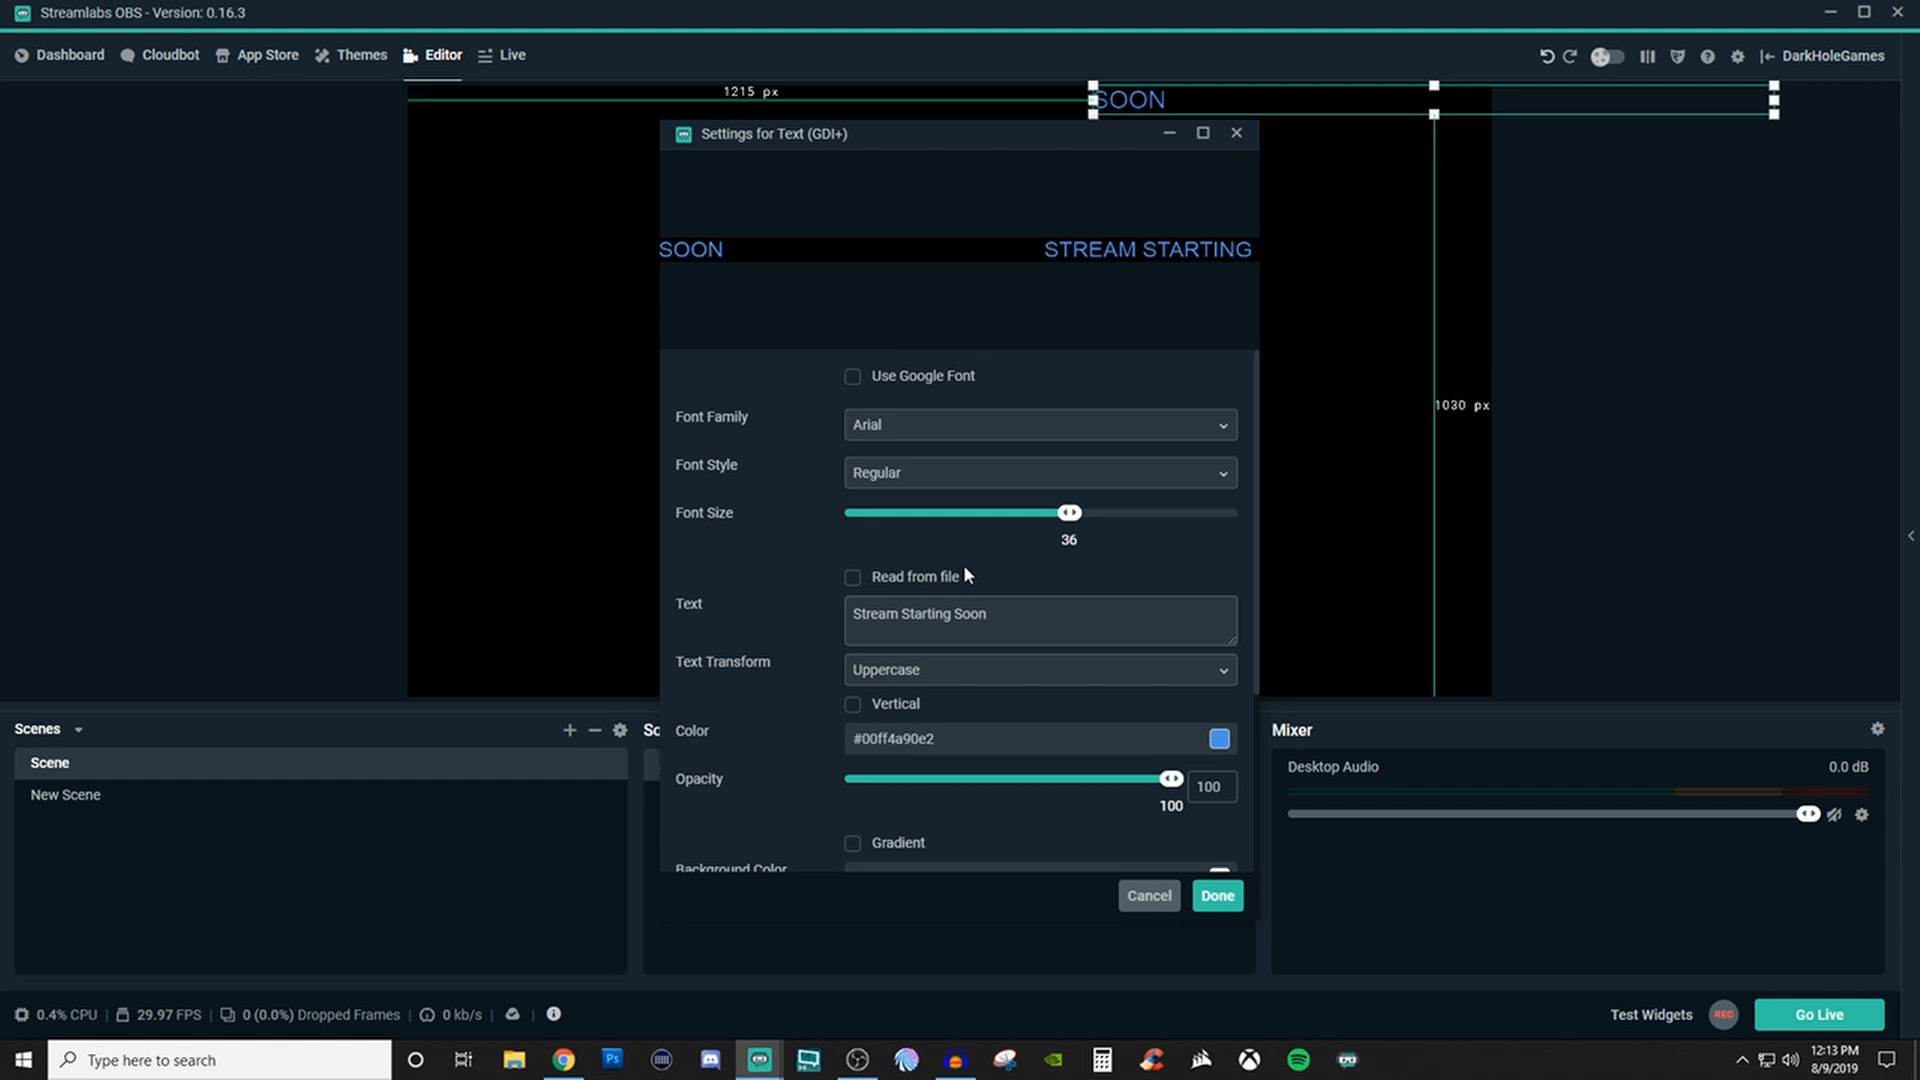 Streamlabs OBS - Version: 0.16.3
Dashboard Cloudbot App Store Themes Editor Live DarkHoleGames
1215 px
SOON
Settings for Text (GDI+)
SOON STREAM STARTING
Use Google Font
Font Family Arial
1030 px
Font Style Regular
Font Size
36
Read from file
Text Stream Starting Soon
Text Transform Uppercase
Vertical
Color #00ff4a90e2
Opacity 100
100
Gradient
Background Color
Cancel Done
Scenes
Scene
New Scene
Sc
Mixer
Desktop Audio 0.0 dB
0.4% CPU | 29.97 FPS | 0 (0.0%) Dropped Frames | 0 kb/s
Test Widgets REC Go Live
Type here to search
Ps
12:13 PM
8/9/2019